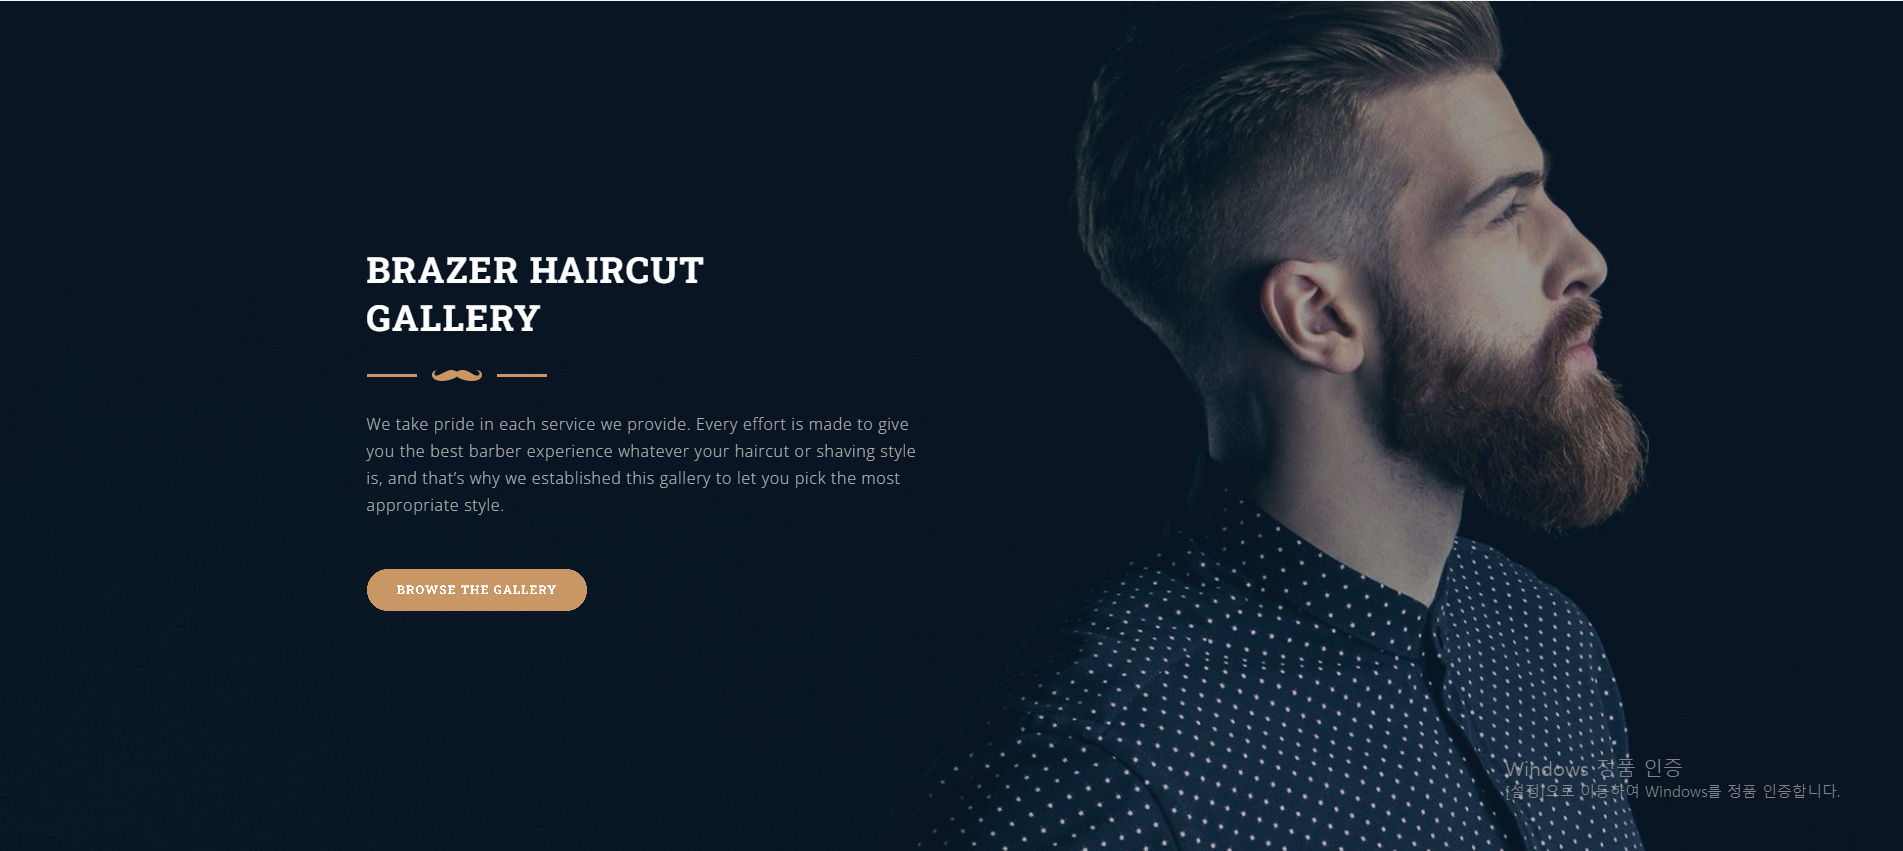 BRAZER HAIRCUT
GALLERY
We take pride in each service we provide. Every effort is made to give
you the best barber experience whatever your haircut or shaving style
is, and that’s why we established this gallery to let you pick the most
appropriate style.
BROWSE THE GALLERY
Windows 정품 인증
[설정]으로 이동하여 Windows를 정품 인증합니다.